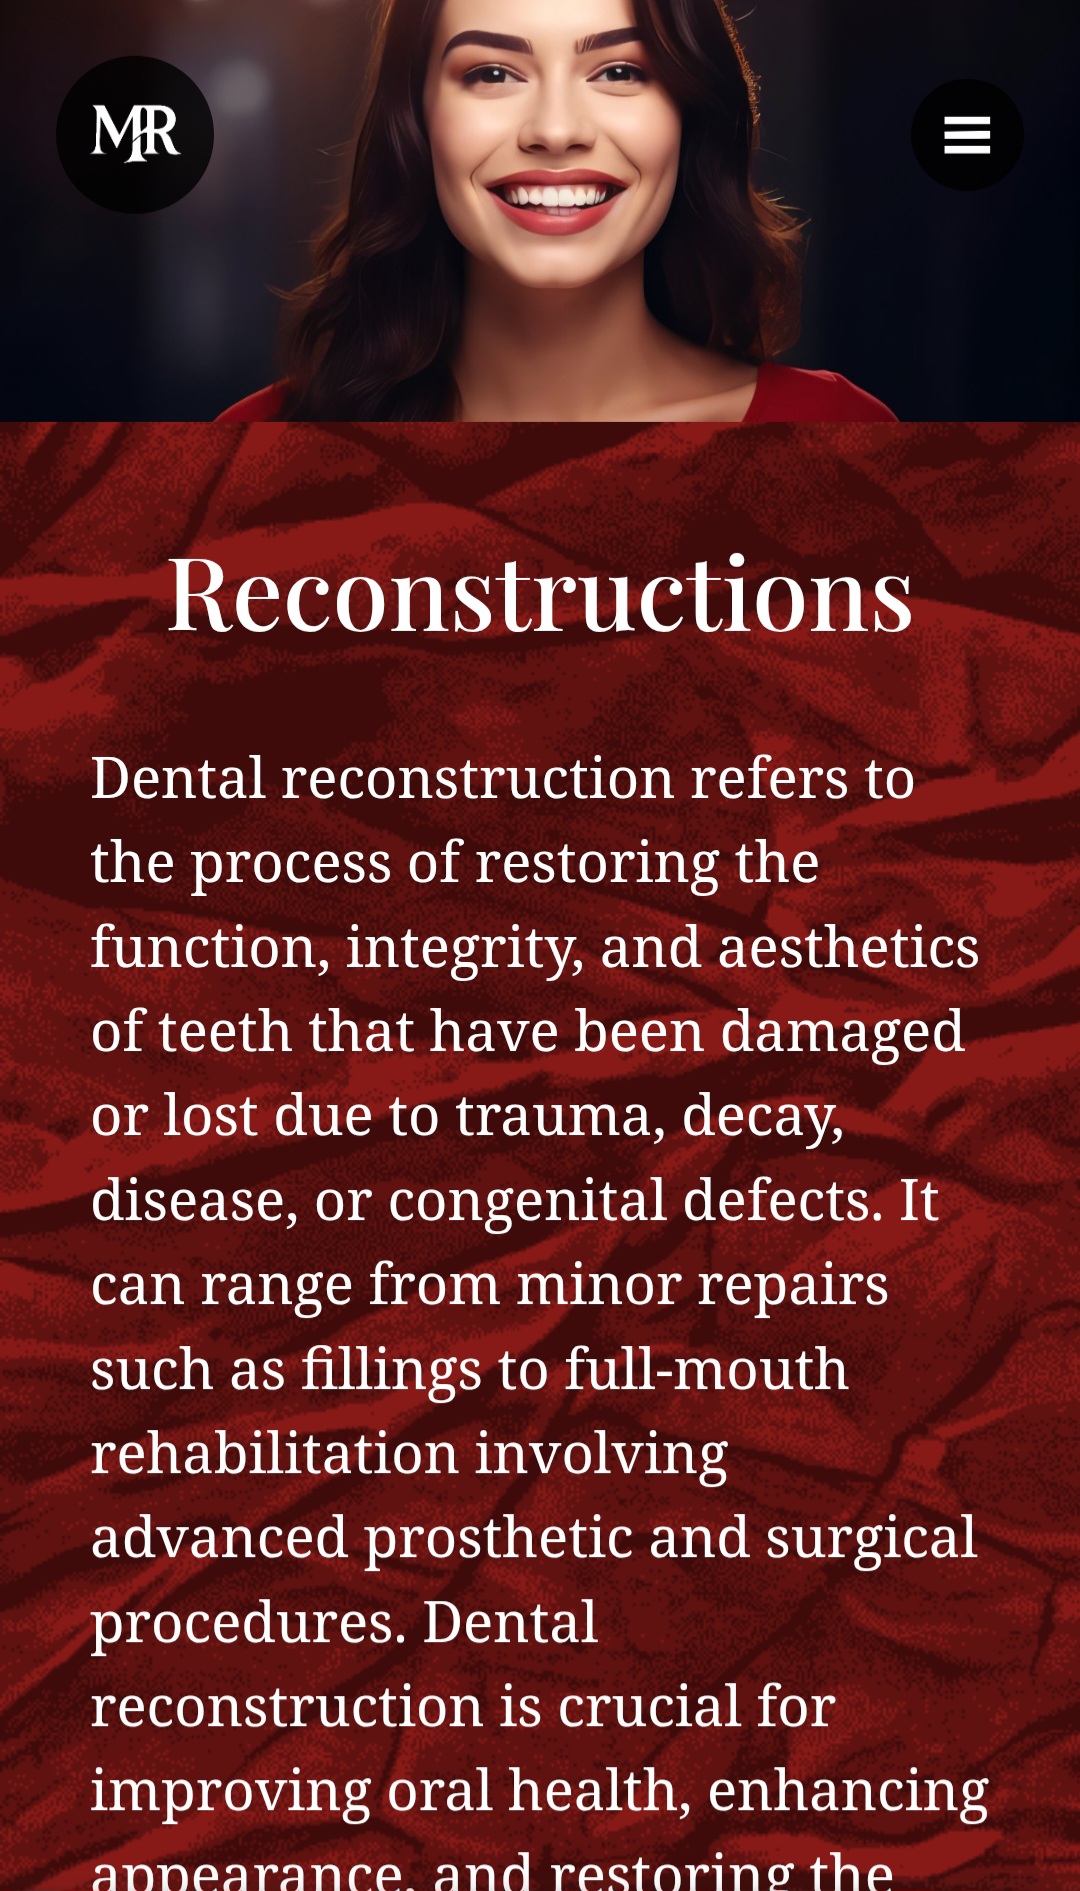 MR
Reconstructions
Dental reconstruction refers to
the process of restoring the
function, integrity, and aesthetics
of teeth that have been damaged
or lost due to trauma, decay,
disease, or congenital defects. It
can range from minor repairs
such as fillings to full-mouth
rehabilitation involving
advanced prosthetic and surgical
procedures. Dental
reconstruction is crucial for
improving oral health, enhancing
appearance, and restoring the